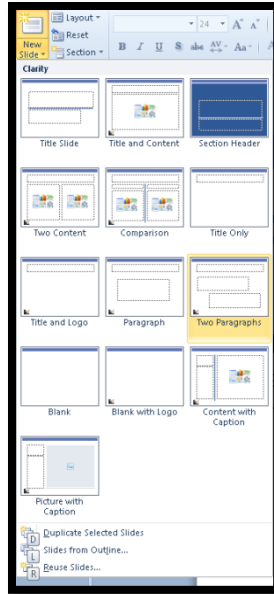 Layout
24
A A
Reset
New
Slide
Section
B I U S abc AV Aa A
Clarity
Title Slide
Title and Content
Section Header
Two Content
Comparison
Title Only
Title and Logo
Paragraph
Two Paragraphs
Blank
Blank with Logo
Content with
Caption
Picture with
Caption
Duplicate Selected Slides
D
Slides from Outline...
L
Reuse Slides...
R